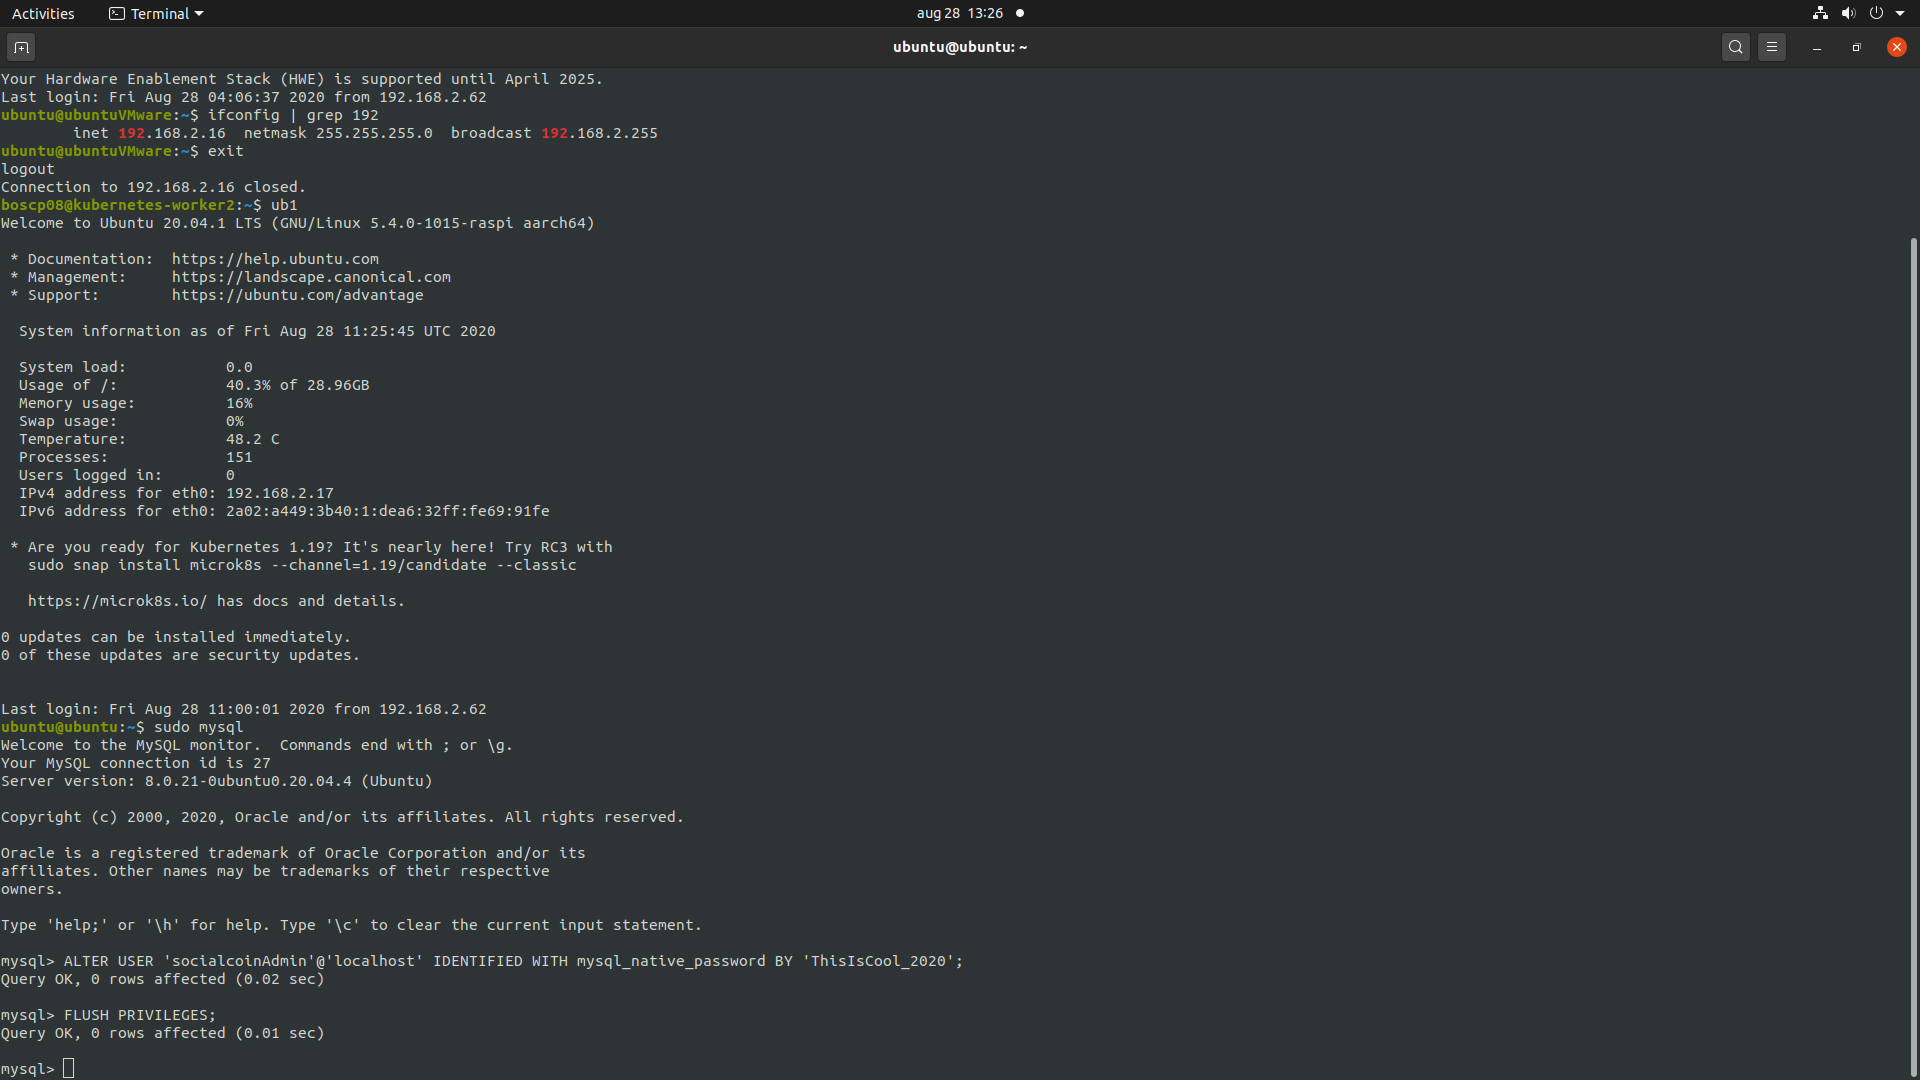 Activities Terminal aug 28 13:26
ubuntu@ubuntu: ~
Your Hardware Enablement Stack (HWE) is supported until April 2025.
Last login: Fri Aug 28 04:06:37 2020 from 192.168.2.62
ubuntu@ubuntuVMware:~$ ifconfig | grep 192
        inet 192.168.2.16  netmask 255.255.255.0  broadcast 192.168.2.255
ubuntu@ubuntuVMware:~$ exit
logout
Connection to 192.168.2.16 closed.
boscp08@kubernetes-worker2:~$ ub1
Welcome to Ubuntu 20.04.1 LTS (GNU/Linux 5.4.0-1015-raspi aarch64)

 * Documentation:  https://help.ubuntu.com
 * Management:     https://landscape.canonical.com
 * Support:        https://ubuntu.com/advantage

  System information as of Fri Aug 28 11:25:45 UTC 2020

  System load:           0.0
  Usage of /:            40.3% of 28.96GB
  Memory usage:          16%
  Swap usage:            0%
  Temperature:           48.2 C
  Processes:             151
  Users logged in:       0
  IPv4 address for eth0: 192.168.2.17
  IPv6 address for eth0: 2a02:a449:3b40:1:dea6:32ff:fe69:91fe

 * Are you ready for Kubernetes 1.19? It's nearly here! Try RC3 with
   sudo snap install microk8s --channel=1.19/candidate --classic

   https://microk8s.io/ has docs and details.

0 updates can be installed immediately.
0 of these updates are security updates.

Last login: Fri Aug 28 11:00:01 2020 from 192.168.2.62
ubuntu@ubuntu:~$ sudo mysql
Welcome to the MySQL monitor.  Commands end with ; or \g.
Your MySQL connection id is 27
Server version: 8.0.21-0ubuntu0.20.04.4 (Ubuntu)

Copyright (c) 2000, 2020, Oracle and/or its affiliates. All rights reserved.

Oracle is a registered trademark of Oracle Corporation and/or its
affiliates. Other names may be trademarks of their respective
owners.

Type 'help;' or '\h' for help. Type '\c' to clear the current input statement.

mysql> ALTER USER 'socialcoinAdmin'@'localhost' IDENTIFIED WITH mysql_native_password BY 'ThisIsCool_2020';
Query OK, 0 rows affected (0.02 sec)

mysql> FLUSH PRIVILEGES;
Query OK, 0 rows affected (0.01 sec)

mysql>